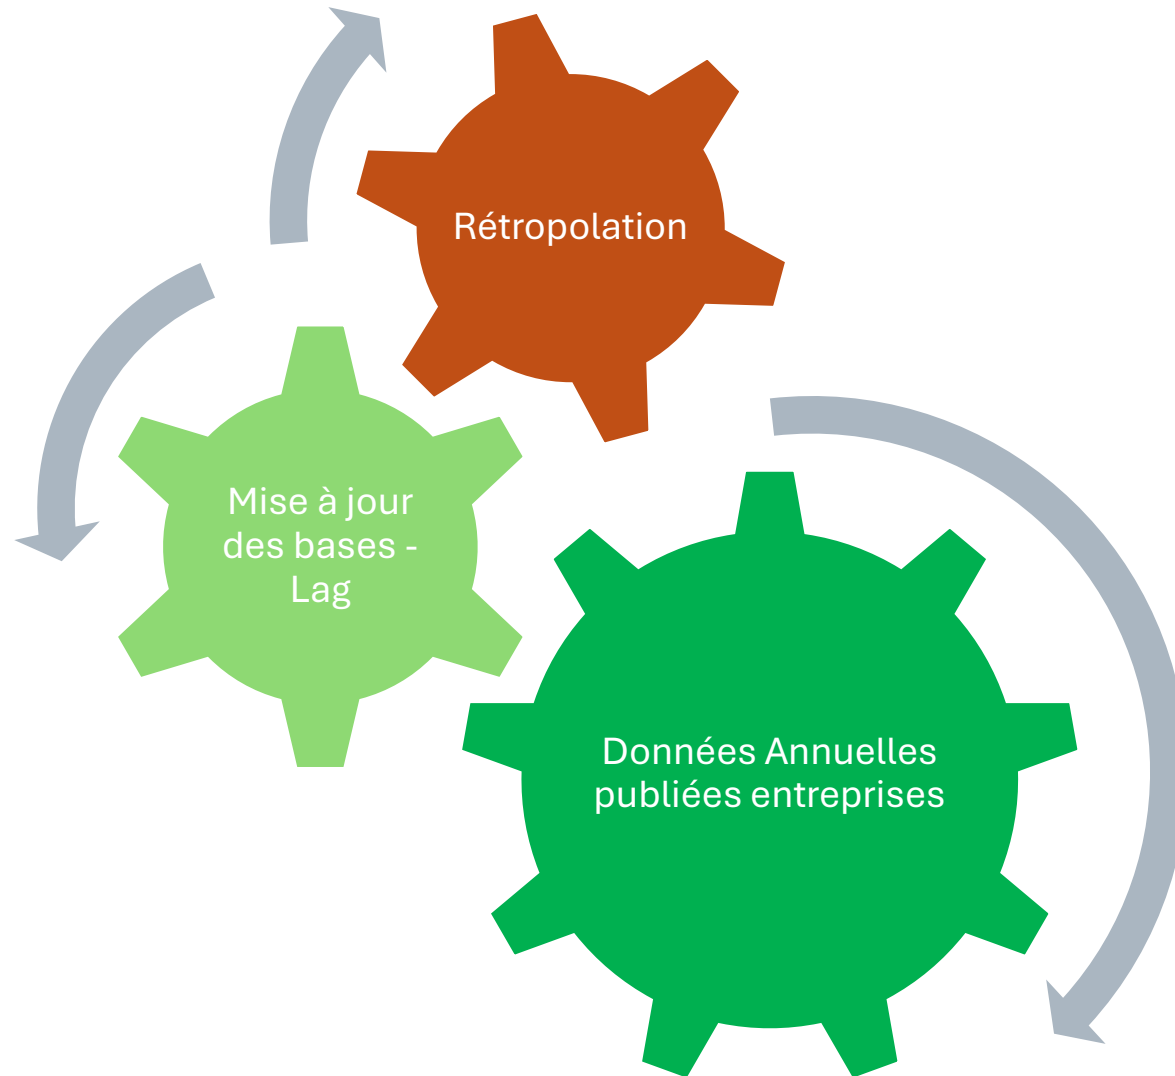 Rétropolation
Mise à jour
des bases -
Lag
Données Annuelles
publiées entreprises